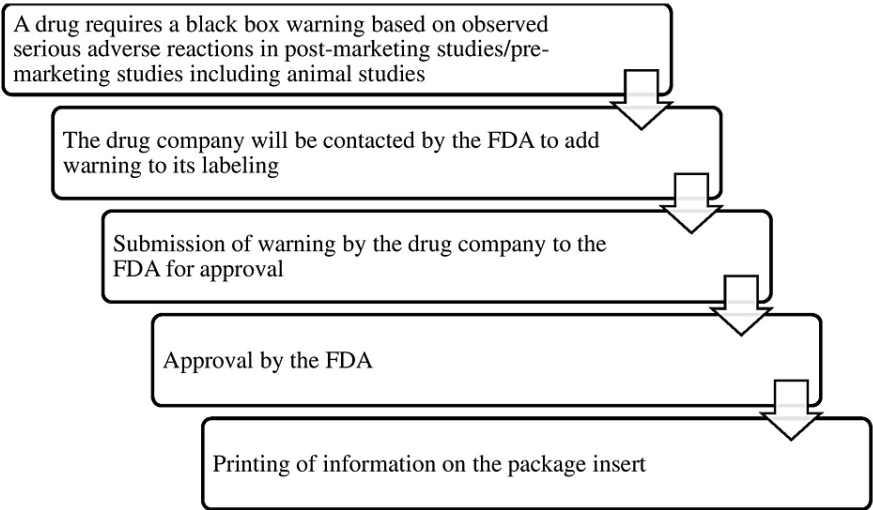 A drug requires a black box warning based on observed
serious adverse reactions in post-marketing studies/pre-
marketing studies including animal studies
The drug company will be contacted by the FDA to add
warning to its labeling
Submission of warning by the drug company to the
FDA for approval
Approval by the FDA
Printing of information on the package insert